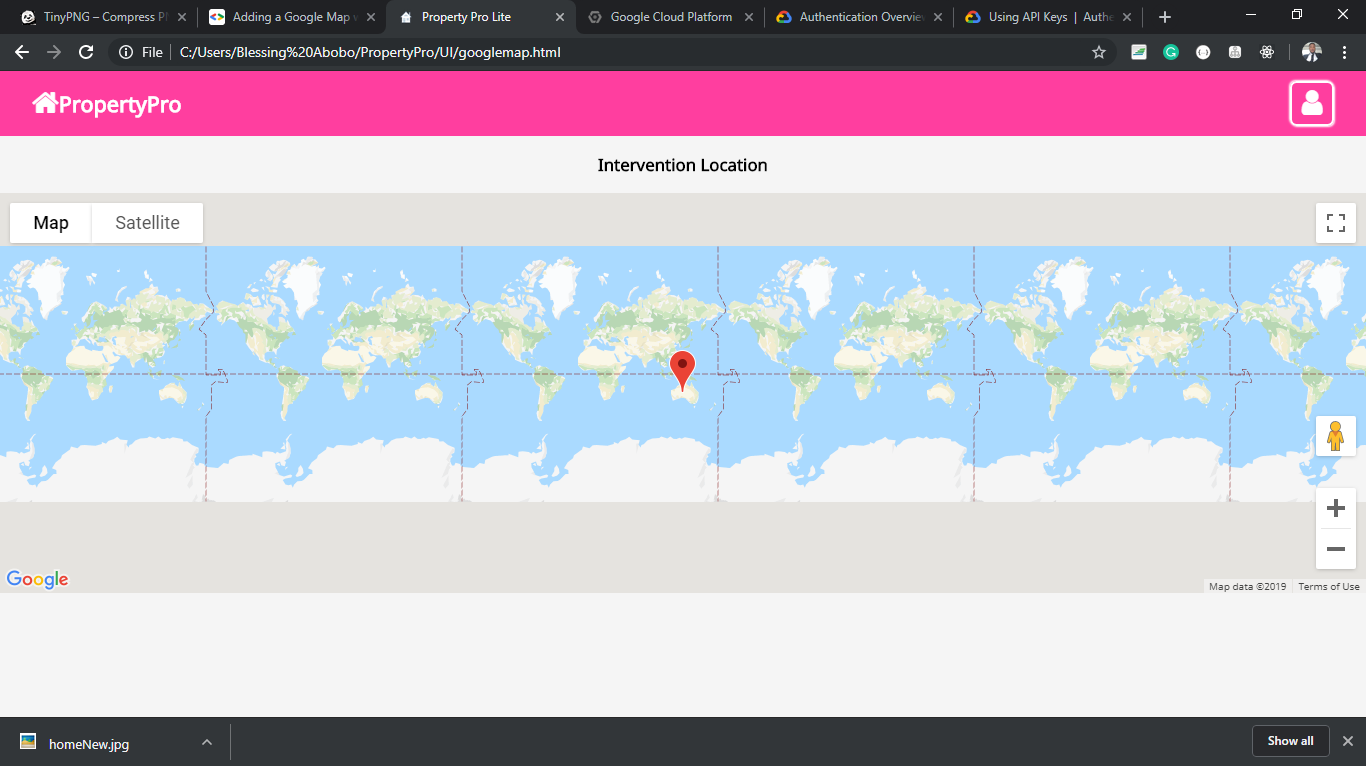 TinyPNG – Compress P
Adding a Google Map
Property Pro Lite
Google Cloud Platform
Authentication Overvie
Using API Keys | Authe
File
C:/Users/Blessing%20Abobo/PropertyPro/UI/googlemap.html
PropertyPro
Intervention Location
Map
Satellite
Google
Map data ©2019
Terms of Use
homeNew.jpg
Show all